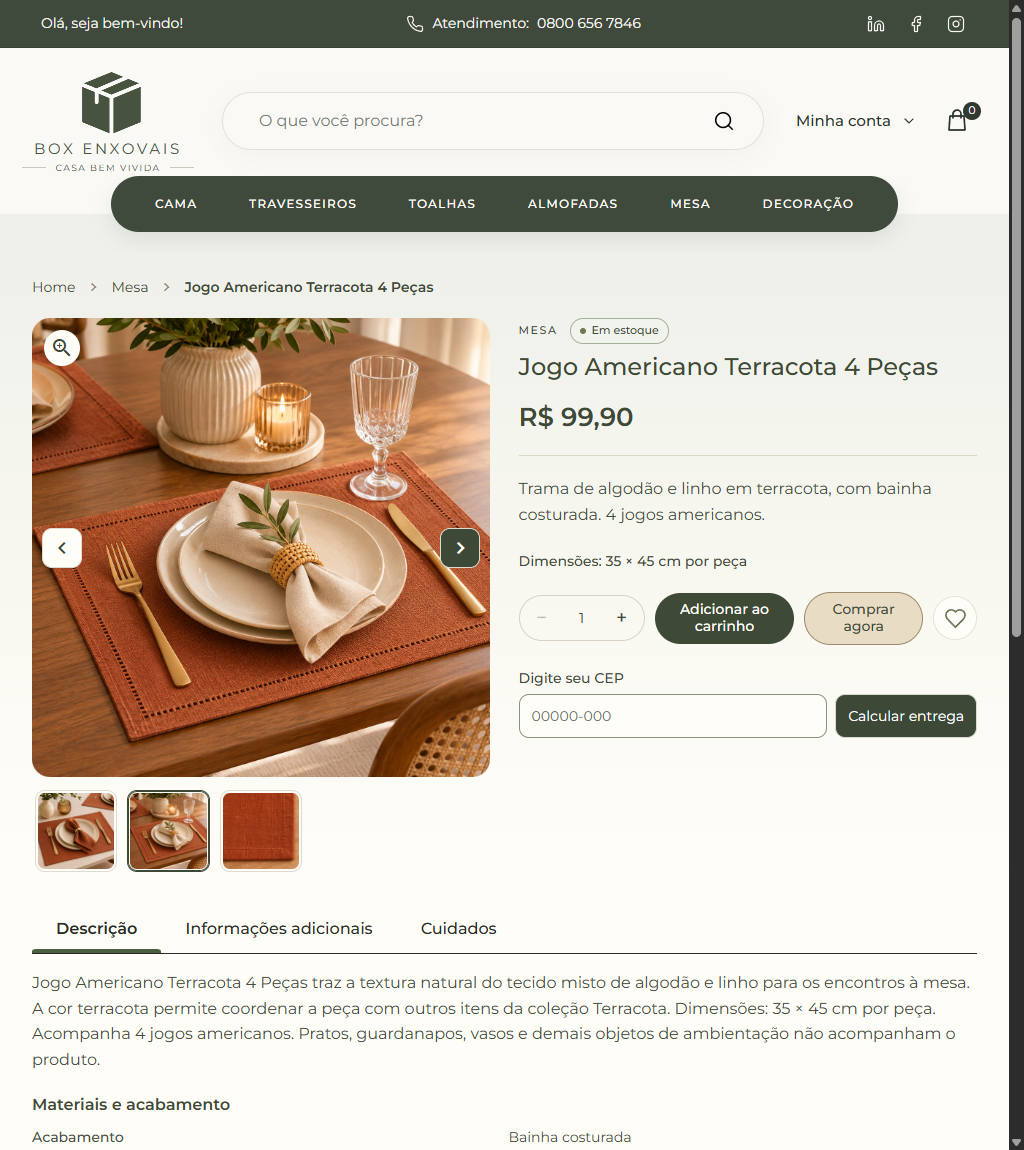 Olá, seja bem-vindo!
Atendimento: 0800 656 7846
BOX ENXOVAIS
CASA BEM VIVIDA
O que você procura?
Minha conta
0
CAMA
TRAVESSEIROS
TOALHAS
ALMOFADAS
MESA
DECORAÇÃO
Home > Mesa > Jogo Americano Terracota 4 Peças
MESA
Em estoque
Jogo Americano Terracota 4 Peças
R$ 99,90
Trama de algodão e linho em terracota, com bainha
costurada. 4 jogos americanos.
Dimensões: 35 × 45 cm por peça
− 1 +
Adicionar ao
carrinho
Comprar
agora
Digite seu CEP
00000-000
Calcular entrega
Descrição
Informações adicionais
Cuidados
Jogo Americano Terracota 4 Peças traz a textura natural do tecido misto de algodão e linho para os encontros à mesa.
A cor terracota permite coordenar a peça com outros itens da coleção Terracota. Dimensões: 35 × 45 cm por peça.
Acompanha 4 jogos americanos. Pratos, guardanapos, vasos e demais objetos de ambientação não acompanham o
produto.
Materiais e acabamento
Acabamento
Bainha costurada